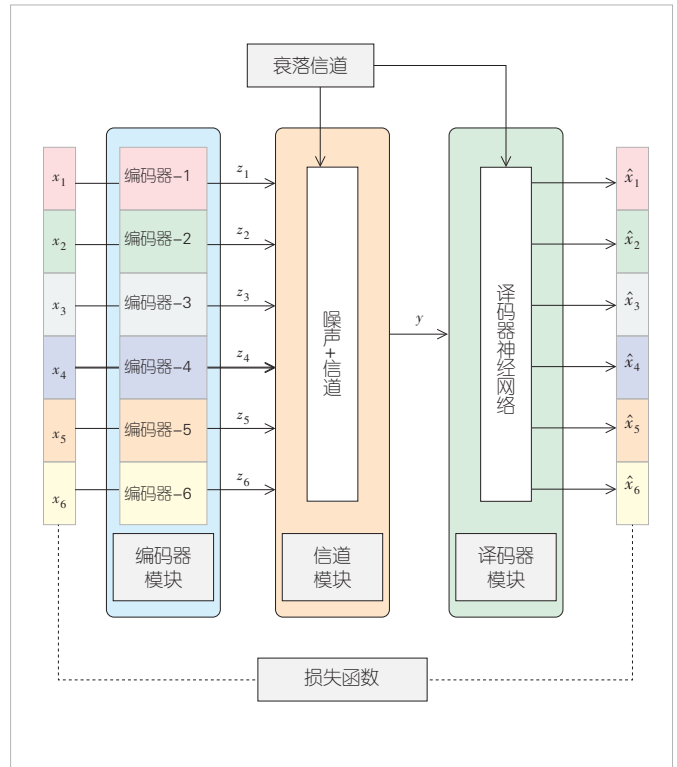 衰落信道
x₁ 编码器-1 z₁ x̂₁
x₂ 编码器-2 z₂ x̂₂
x₃ 编码器-3 z₃ x̂₃
x₄ 编码器-4 z₄ x̂₄
x₅ 编码器-5 z₅ x̂₅
x₆ 编码器-6 z₆ x̂₆
噪声+信道
y
译码器神经网络
编码器
模块
信道
模块
译码器
模块
损失函数